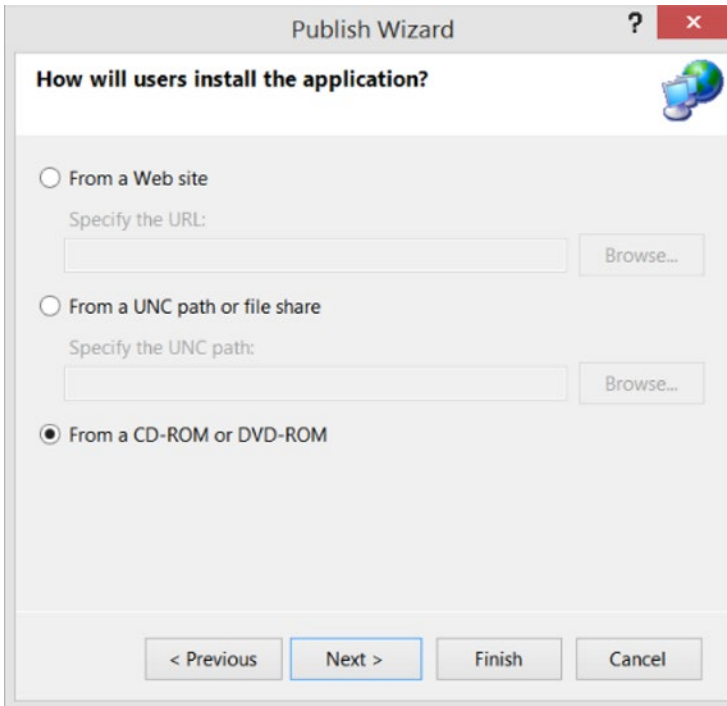 Publish Wizard
?
How will users install the application?
From a Web site
Specify the URL:
Browse...
From a UNC path or file share
Specify the UNC path:
Browse...
From a CD-ROM or DVD-ROM
< Previous Next > Finish Cancel